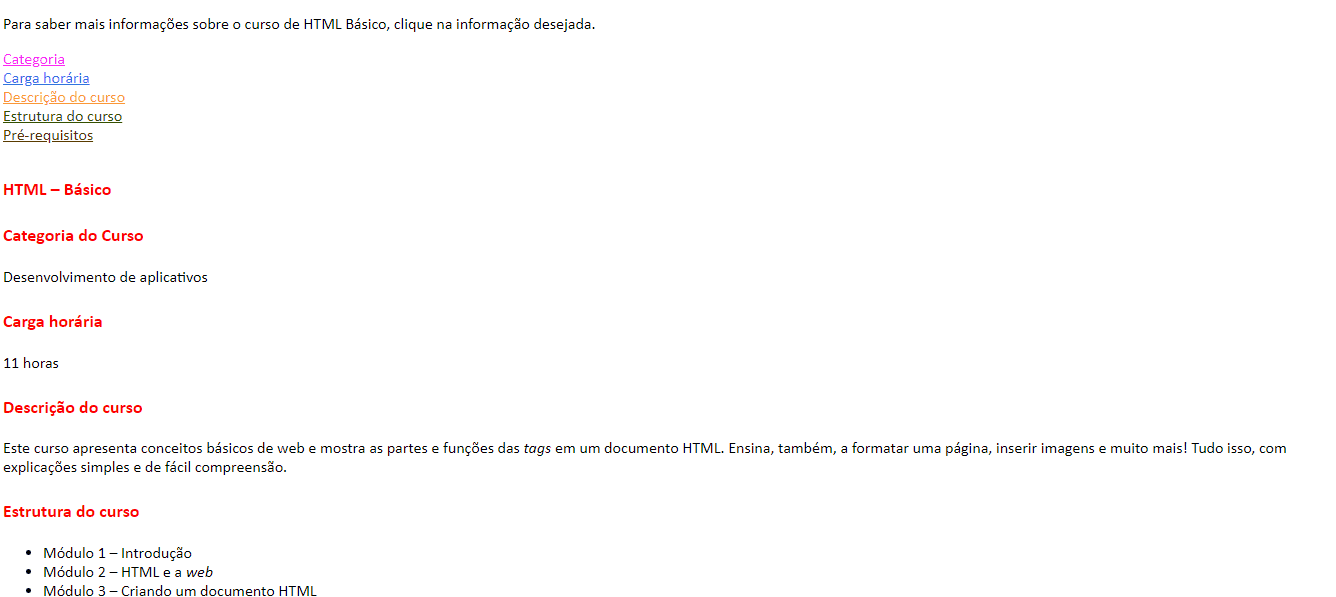 Para saber mais informações sobre o curso de HTML Básico, clique na informação desejada.
Categoria
Carga horária
Descrição do curso
Estrutura do curso
Pré-requisitos
HTML – Básico
Categoria do Curso
Desenvolvimento de aplicativos
Carga horária
11 horas
Descrição do curso
Este curso apresenta conceitos básicos de web e mostra as partes e funções das tags em um documento HTML. Ensina, também, a formatar uma página, inserir imagens e muito mais! Tudo isso, com
explicações simples e de fácil compreensão.
Estrutura do curso
• Módulo 1 – Introdução
• Módulo 2 – HTML e a web
• Módulo 3 – Criando um documento HTML